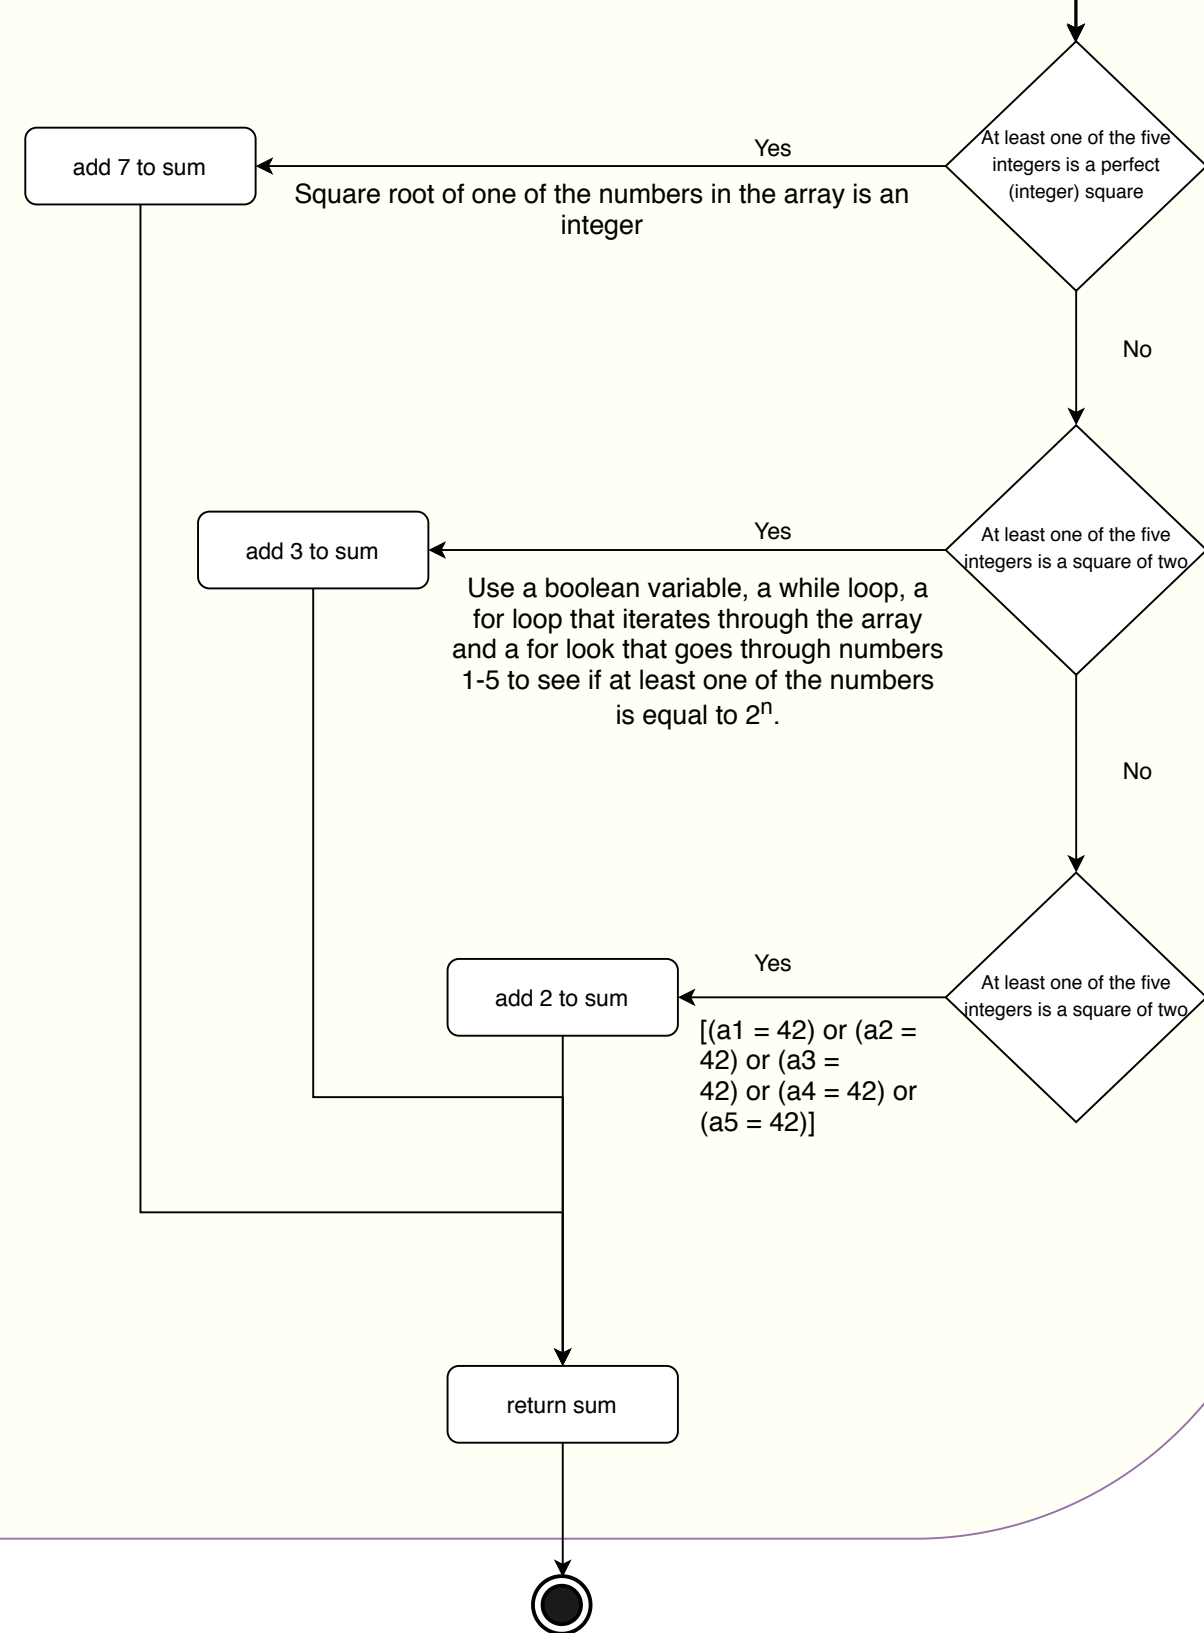 At least one of the five
integers is a perfect
(integer) square
Yes
add 7 to sum
Square root of one of the numbers in the array is an
integer
No
At least one of the five
integers is a square of two
Yes
add 3 to sum
Use a boolean variable, a while loop, a
for loop that iterates through the array
and a for look that goes through numbers
1-5 to see if at least one of the numbers
is equal to 2ⁿ.
No
At least one of the five
integers is a square of two
Yes
add 2 to sum
[(a1 = 42) or (a2 =
42) or (a3 =
42) or (a4 = 42) or
(a5 = 42)]
return sum